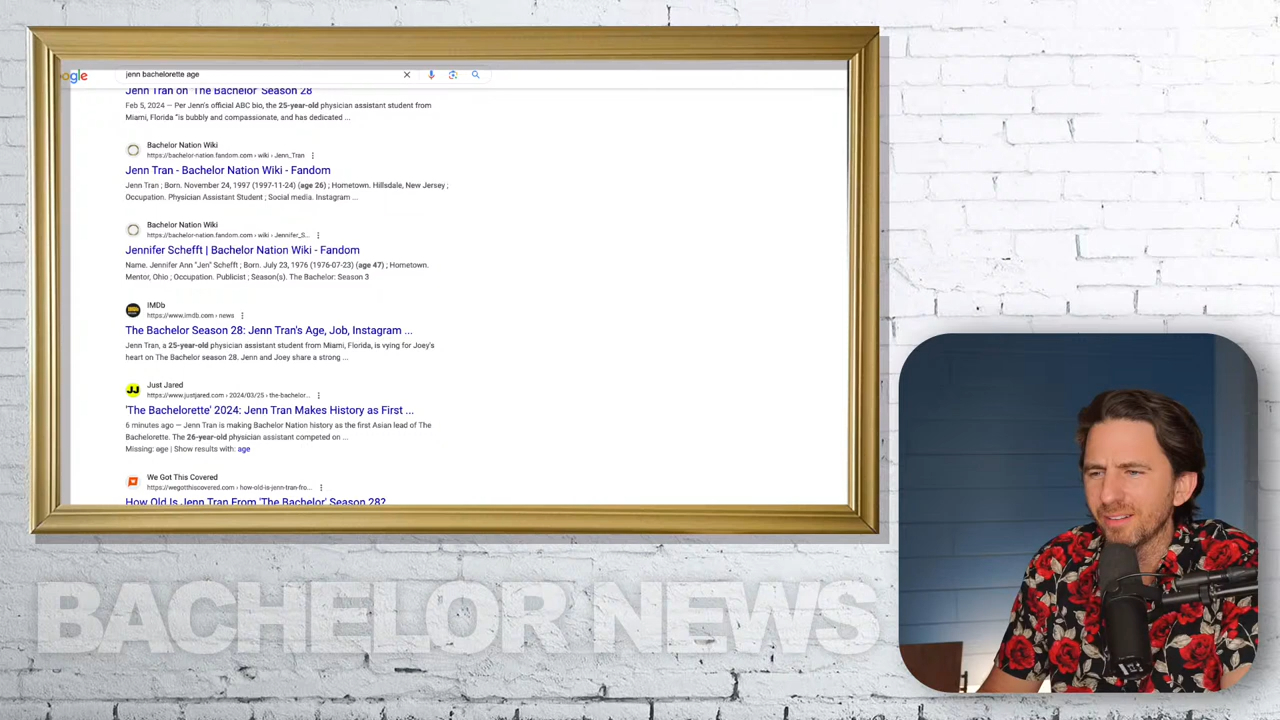 ogle
jenn bachelorette age
Jenn Tran on 'The Bachelor' Season 28
Feb 5, 2024 — Per Jenn's official ABC bio, the 25-year-old physician assistant student from
Miami, Florida "is bubbly and compassionate, and has dedicated ...
Bachelor Nation Wiki
https://bachelor-nation.fandom.com › wiki › Jenn_Tran
Jenn Tran - Bachelor Nation Wiki - Fandom
Jenn Tran ; Born. November 24, 1997 (1997-11-24) (age 26) ; Hometown. Hillsdale, New Jersey ;
Occupation. Physician Assistant Student ; Social media. Instagram ...
Bachelor Nation Wiki
https://bachelor-nation.fandom.com › wiki › Jennifer_S...
Jennifer Schefft | Bachelor Nation Wiki - Fandom
Name. Jennifer Ann "Jen" Schefft ; Born. July 23, 1976 (1976-07-23) (age 47) ; Hometown.
Mentor, Ohio ; Occupation. Publicist ; Season(s). The Bachelor: Season 3
IMDb
https://www.imdb.com › news
The Bachelor Season 28: Jenn Tran's Age, Job, Instagram ...
Jenn Tran, a 25-year-old physician assistant student from Miami, Florida, is vying for Joey's
heart on The Bachelor season 28. Jenn and Joey share a strong ...
JJ
Just Jared
https://www.justjared.com › 2024/03/25 › the-bachelor...
'The Bachelorette' 2024: Jenn Tran Makes History as First ...
6 minutes ago — Jenn Tran is making Bachelor Nation history as the first Asian lead of The
Bachelorette. The 26-year-old physician assistant competed on ...
Missing: age | Show results with: age
We Got This Covered
https://wegotthiscovered.com › how-old-is-jenn-tran-fro...
How Old Is Jenn Tran From 'The Bachelor' Season 28?
BACHELOR NEWS